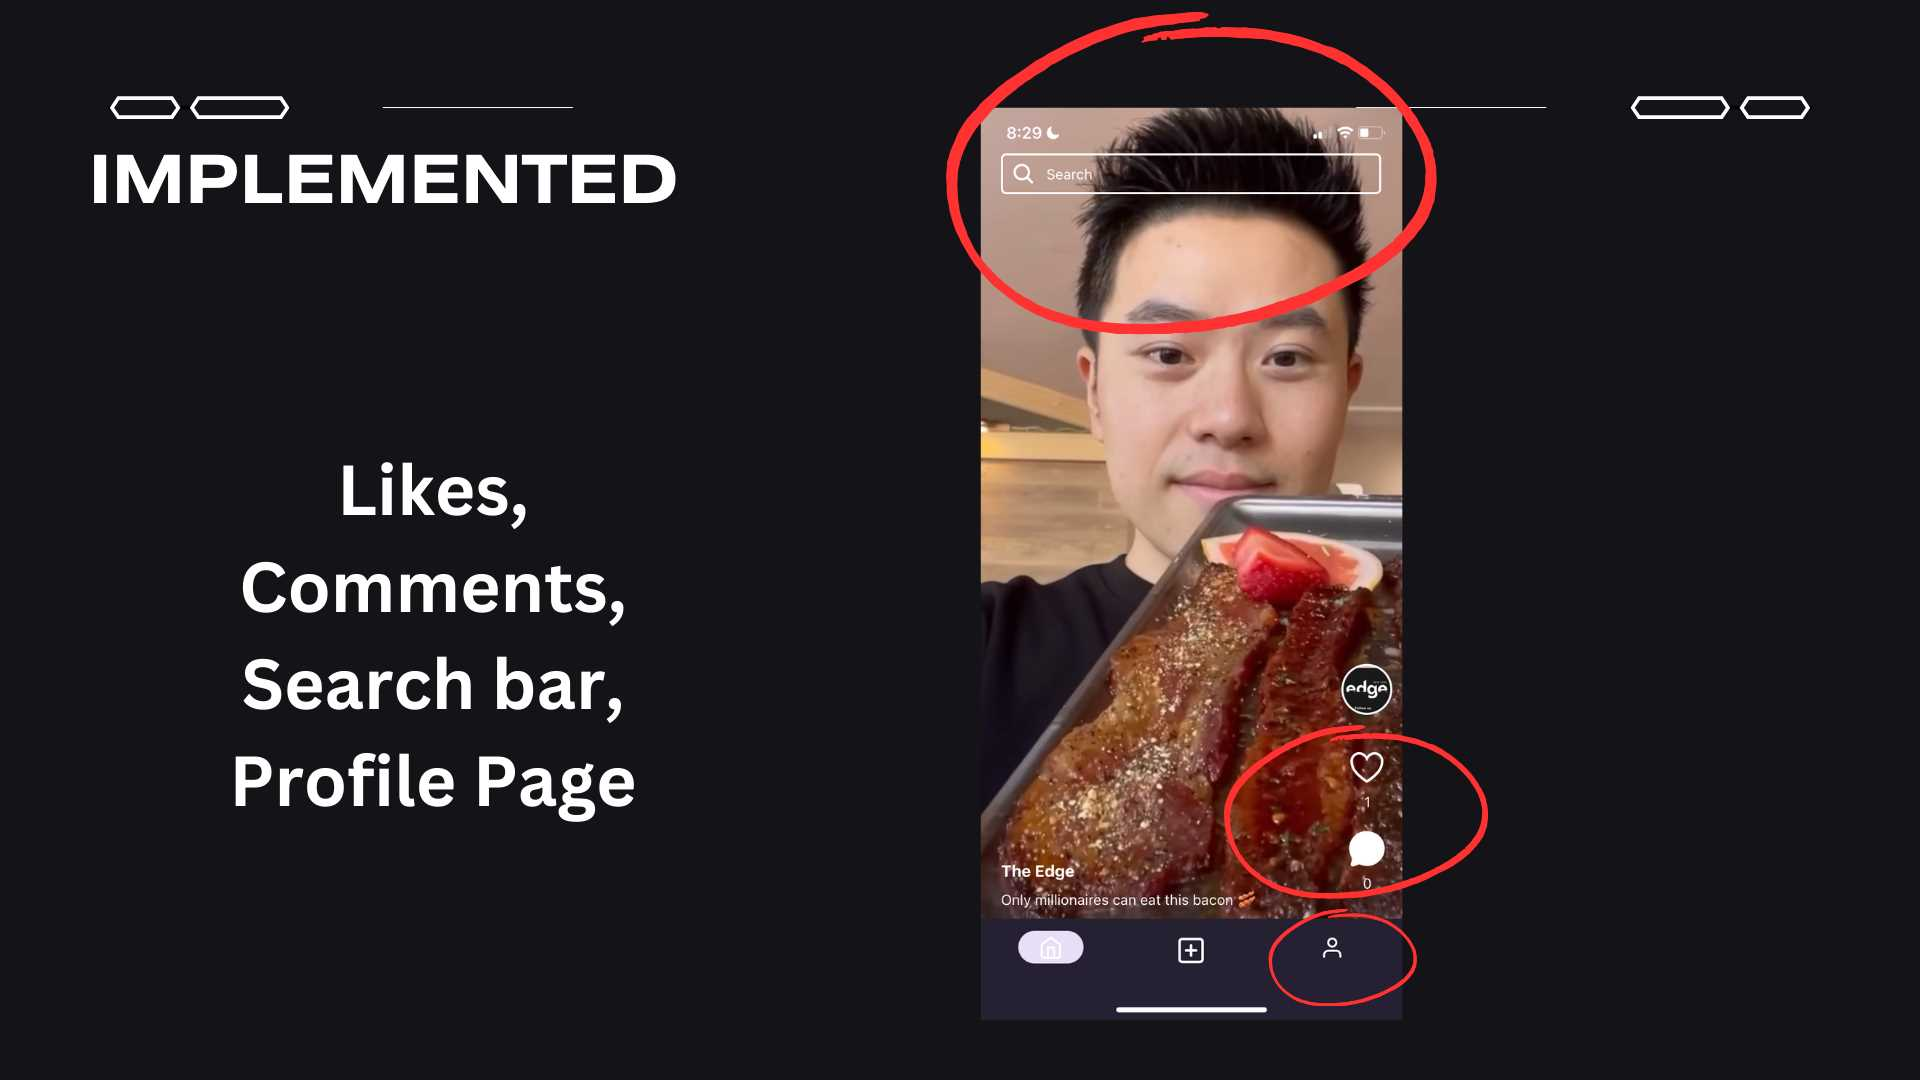 IMPLEMENTED
Likes,
Comments,
Search bar,
Profile Page
8:29
Search
edge
1
0
The Edge
Only millionaires can eat this bacon 🥓